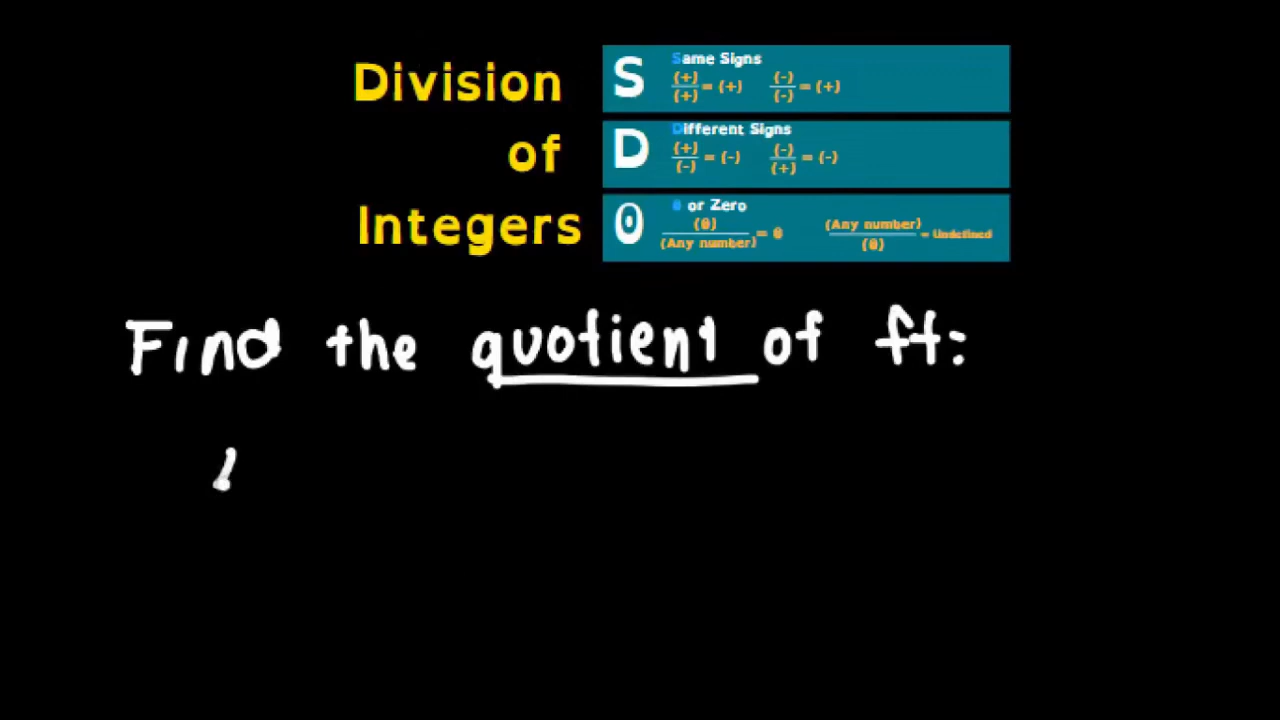 Division
of
Integers
S
Same Signs
(+)/(+) = (+) (-)/(-) = (+)
D
Different Signs
(+)/(-) = (-) (-)/(+) = (-)
0
0 or Zero
(0)/(Any number) = 0 (Any number)/(0) = Undefined
Find the quotient of ft: